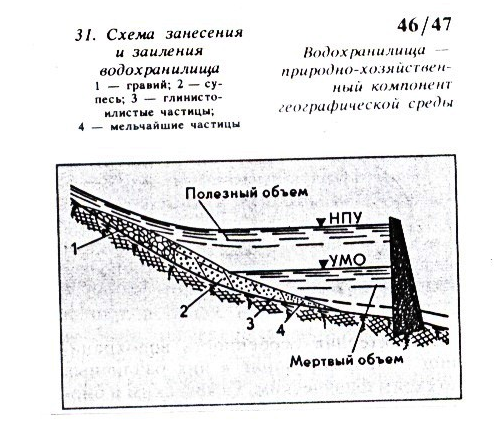 31. Схема занесения
и заиления
водохранилища
1 — гравий; 2 — су-
песь; 3 — глинисто-
илистые частицы;
4 — мельчайшие частицы
46/47
Водохранилища —
природно-хозяйствен-
ный компонент
географической среды
Полезный объем
НПУ
УМО
1
2
3
4
Мертвый объем